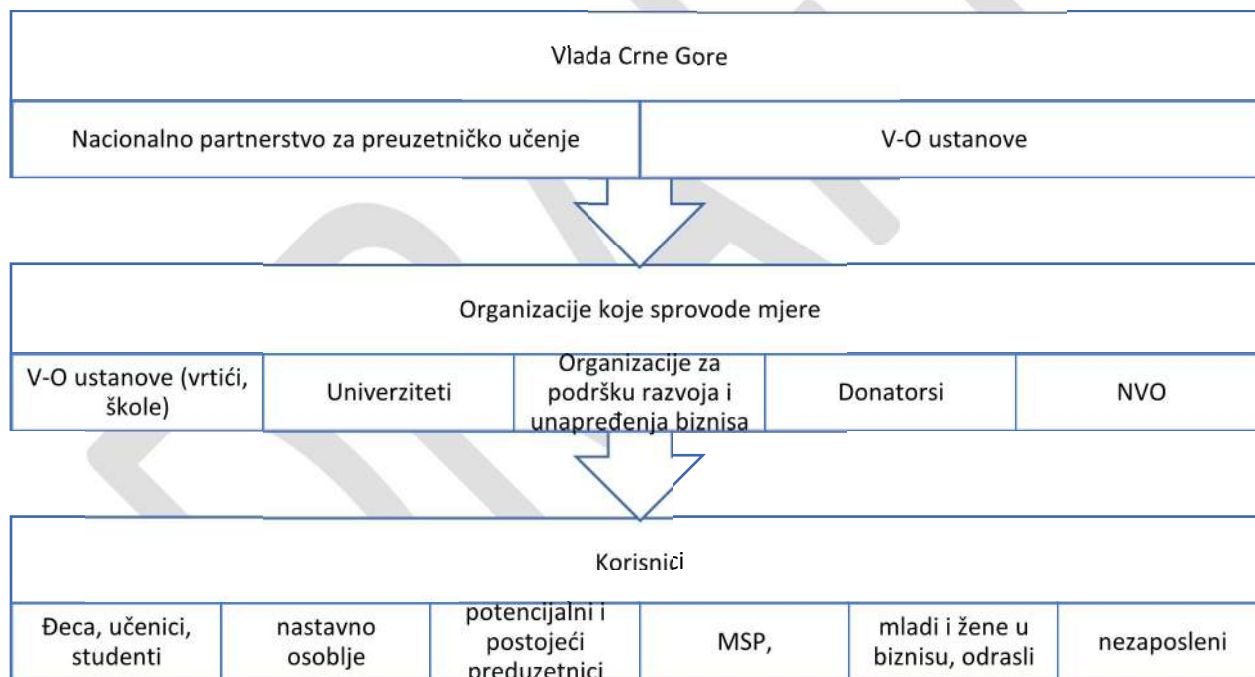 Vlada Crne Gore
Nacionalno partnerstvo za preuzetničko učenje
V-O ustanove
Organizacije koje sprovode mjere
V-O ustanove (vrtići,
škole)
Univerziteti
Organizacije za
podršku razvoja i
unapređenja biznisa
Donatorsi
NVO
Korisnici
Đeca, učenici,
studenti
nastavno
osoblje
potencijalni i
postojeći
preduzetnici
MSP,
mladi i žene u
biznisu, odrasli
nezaposleni